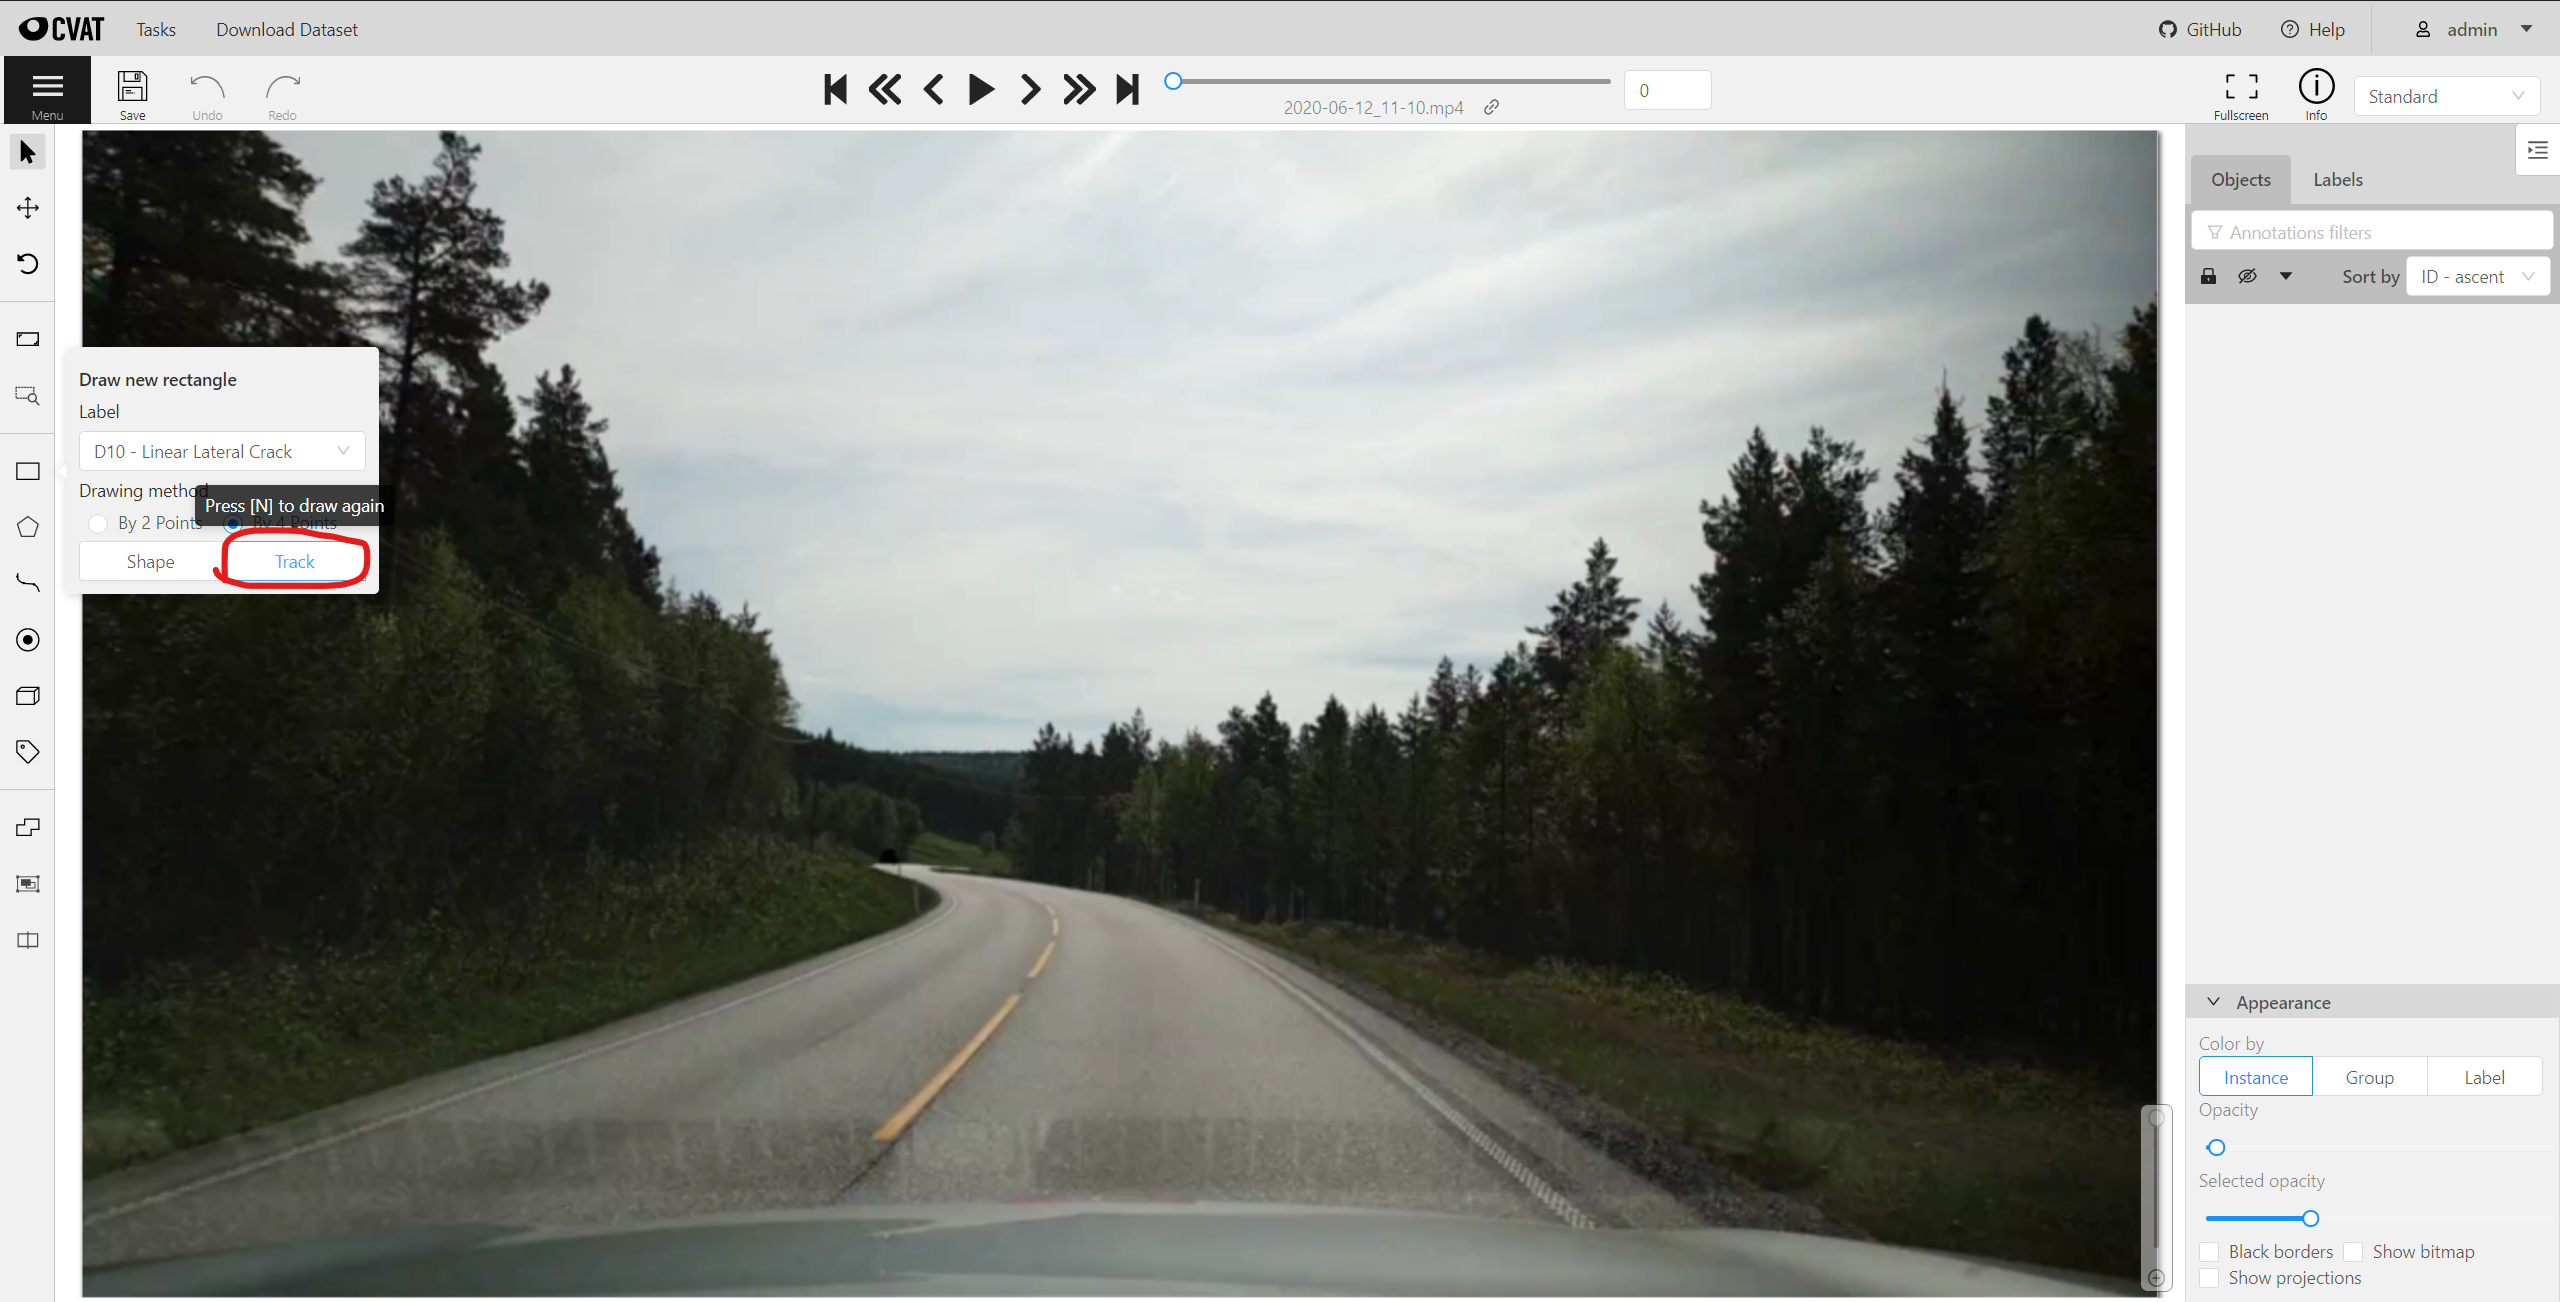 CVAT Tasks Download Dataset GitHub Help admin
Menu Save Undo Redo 2020-06-12_11-10.mp4 0 Fullscreen Info Standard
Objects Labels
Annotations filters
Sort by ID - ascent
Draw new rectangle
Label
D10 - Linear Lateral Crack
Drawing method
Press [N] to draw again
By 2 Points By 4 Points
Shape Track
Appearance
Color by
Instance Group Label
Opacity
Selected opacity
Black borders Show bitmap
Show projections